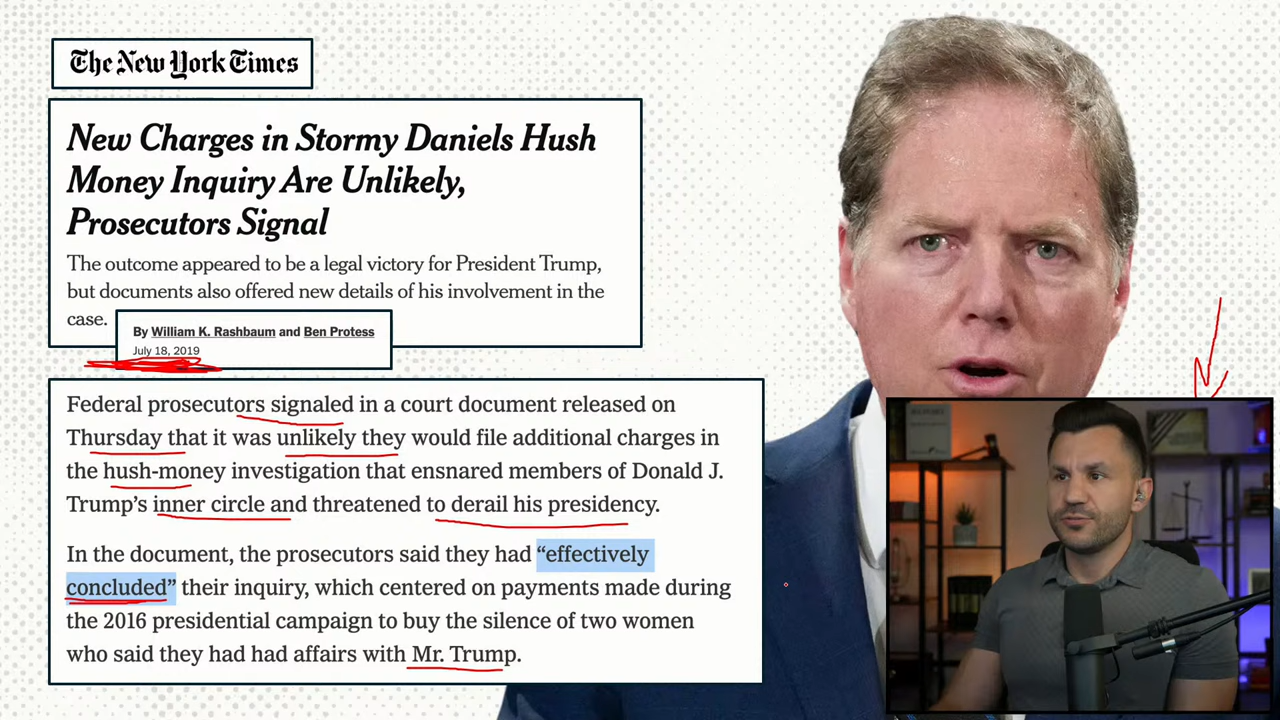 The New York Times
New Charges in Stormy Daniels Hush
Money Inquiry Are Unlikely,
Prosecutors Signal
The outcome appeared to be a legal victory for President Trump,
but documents also offered new details of his involvement in the
case.
By William K. Rashbaum and Ben Protess
July 18, 2019
Federal prosecutors signaled in a court document released on
Thursday that it was unlikely they would file additional charges in
the hush-money investigation that ensnared members of Donald J.
Trump’s inner circle and threatened to derail his presidency.
In the document, the prosecutors said they had “effectively
concluded” their inquiry, which centered on payments made during
the 2016 presidential campaign to buy the silence of two women
who said they had had affairs with Mr. Trump.